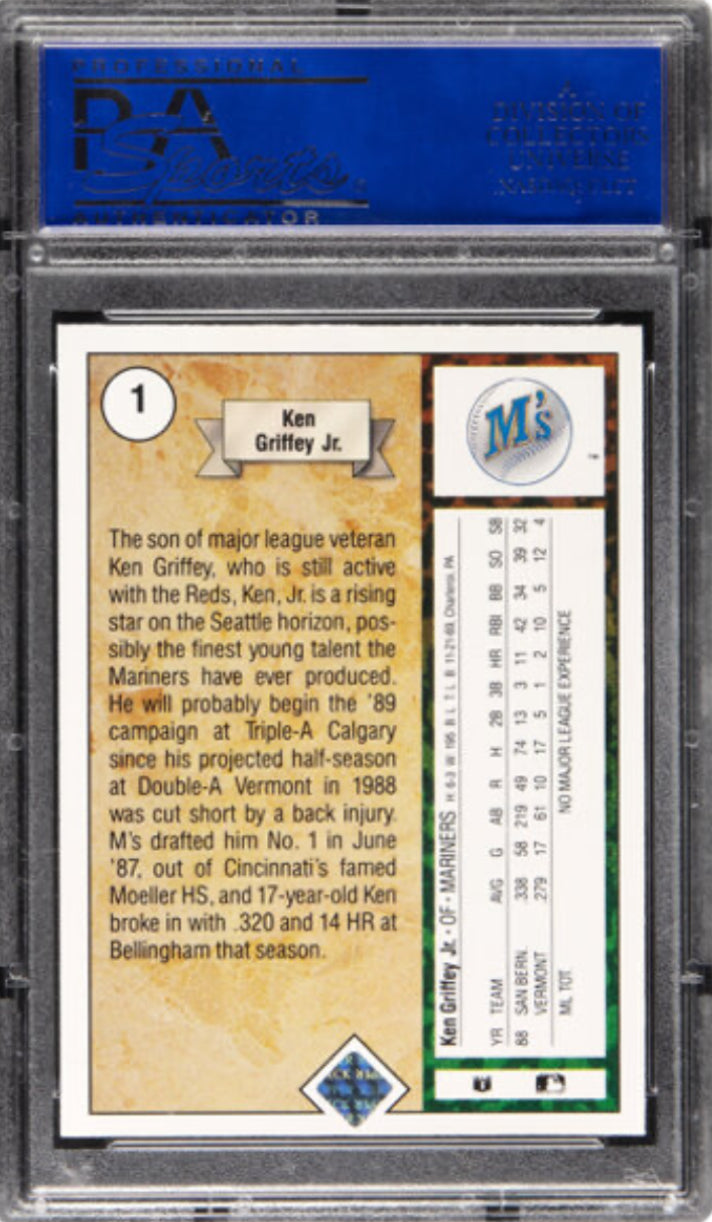 PROFESSIONAL
PSA
Sports
AUTHENTICATOR
A
DIVISION OF
COLLECTORS
UNIVERSE
NASDAQ: CLCT
1
Ken
Griffey Jr.
The son of major league veteran
Ken Griffey, who is still active
with the Reds, Ken, Jr. is a rising
star on the Seattle horizon, pos-
sibly the finest young talent the
Mariners have ever produced.
He will probably begin the '89
campaign at Triple-A Calgary
since his projected half-season
at Double-A Vermont in 1988
was cut short by a back injury.
M's drafted him No. 1 in June
'87, out of Cincinnati's famed
Moeller HS, and 17-year-old Ken
broke in with .320 and 14 HR at
Bellingham that season.
M's
Ken Griffey Jr. • OF • MARINERS H 6-3 W 195 B L T L B 11-21-69, Charleroi, PA
YR TEAM AVG G AB R H 2B 3B HR RBI BB SO SB
88 SAN BERN. 338 58 219 49 74 13 3 11 42 34 39 32
VERMONT 279 17 61 10 17 5 1 2 10 5 12 4
ML TOT NO MAJOR LEAGUE EXPERIENCE